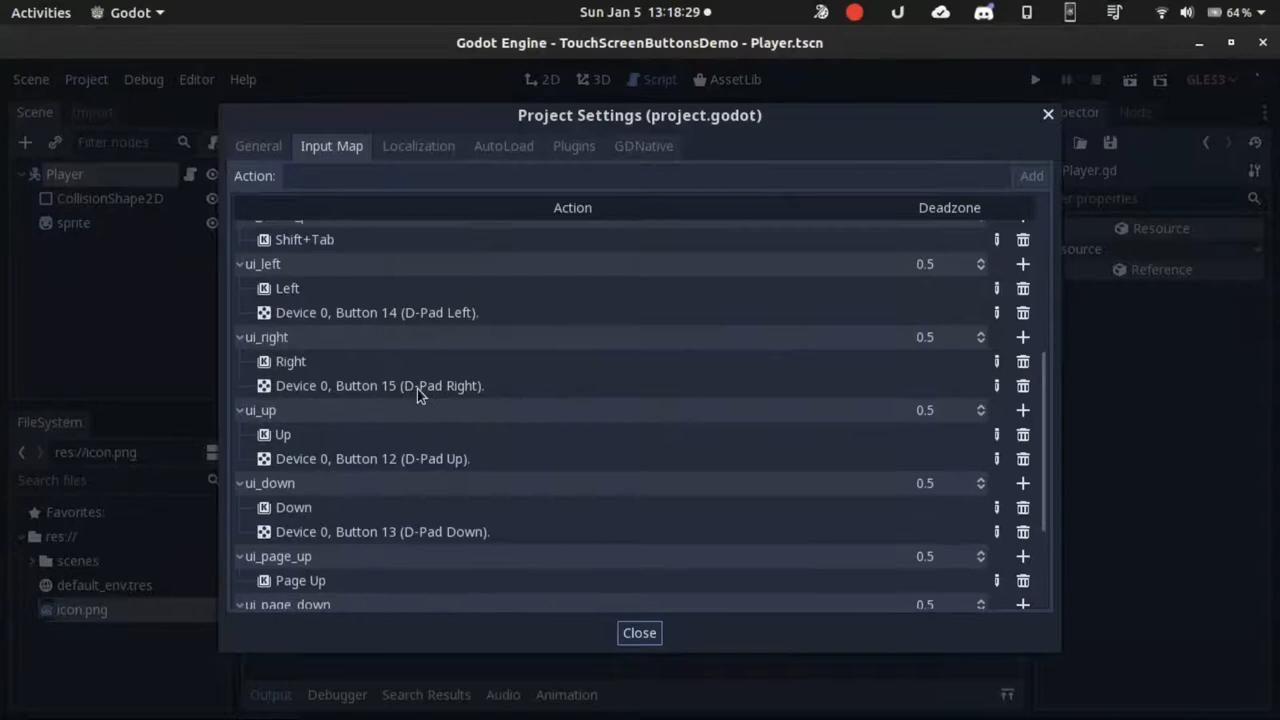 Activities Godot Sun Jan 5 13:18:29 64 %
Godot Engine - TouchScreenButtonsDemo - Player.tscn
Scene Project Debug Editor Help 2D 3D Script AssetLib GLES3
Scene Import Project Settings (project.godot) Node
Filter nodes General Input Map Localization AutoLoad Plugins GDNative
Player Action: Add Player.gd
CollisionShape2D Action Deadzone
sprite Resource
Shift+Tab
ui_left 0.5 Reference
Left
Device 0, Button 14 (D-Pad Left).
ui_right 0.5
Right
Device 0, Button 15 (D-Pad Right).
ui_up 0.5
FileSystem Up
res://icon.png Device 0, Button 12 (D-Pad Up).
Search files ui_down 0.5
Favorites: Down
res:// Device 0, Button 13 (D-Pad Down).
scenes ui_page_up 0.5
default_env.tres Page Up
icon.png ui_page_down 0.5
Close
Output Debugger Search Results Audio Animation